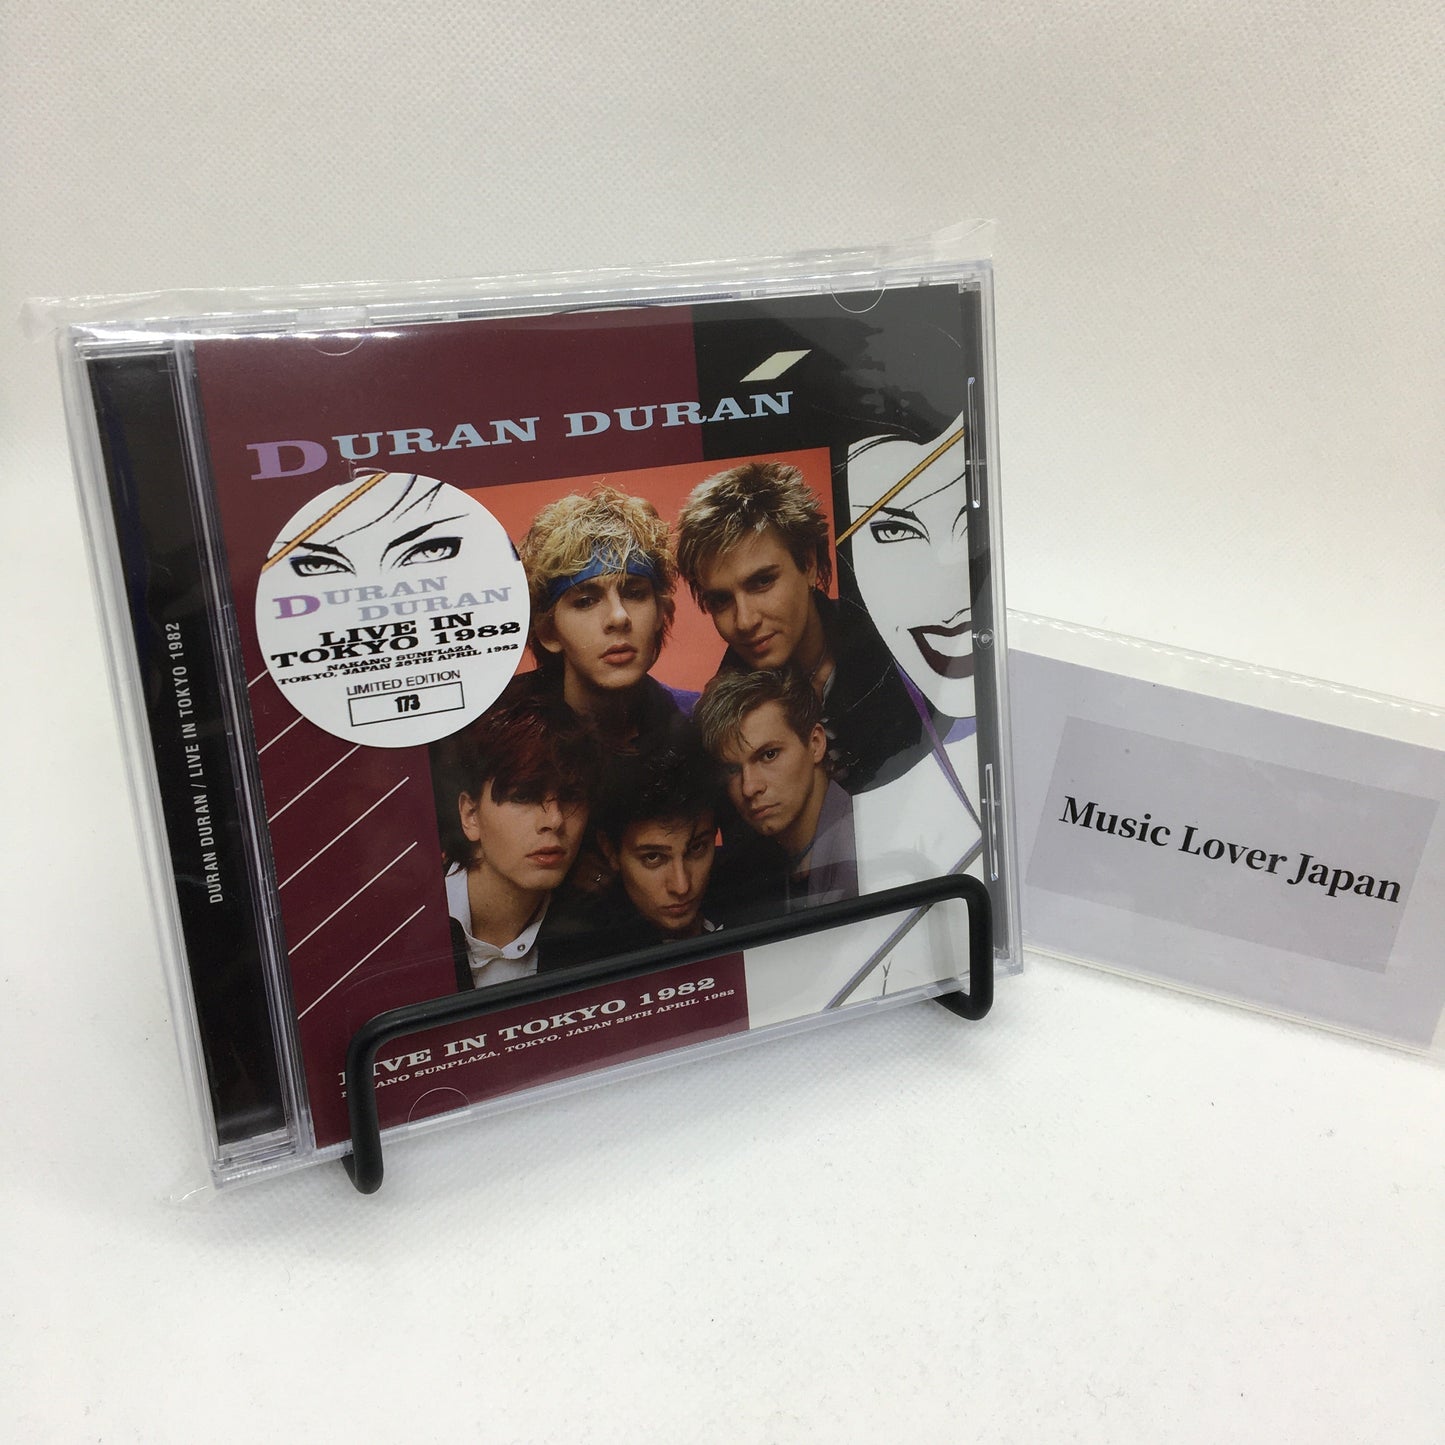 DURAN DURAN
DURAN
DURAN
LIVE IN
TOKYO 1982
NAKANO SUNPLAZA
TOKYO, JAPAN 28TH APRIL 1982
LIMITED EDITION
173
DURAN DURAN / LIVE IN TOKYO 1982
LIVE IN TOKYO 1982
SUNPLAZA, TOKYO, JAPAN 28TH APRIL 1982
Music Lover Japan